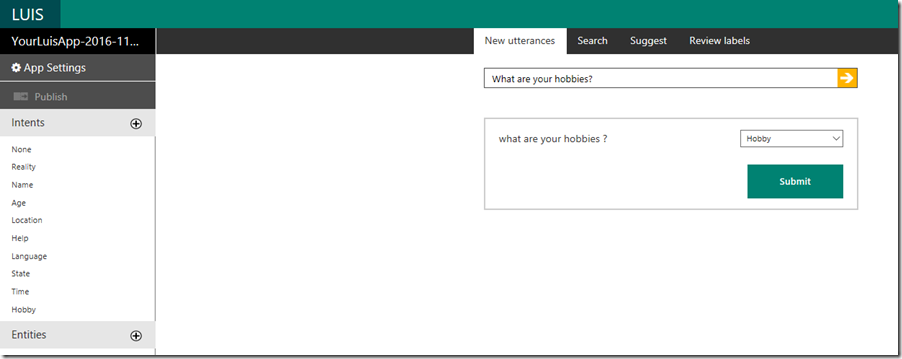 LUIS
YourLuisApp-2016-11...
App Settings
Publish
Intents
None
Reality
Name
Age
Location
Help
Language
State
Time
Hobby
Entities
New utterances Search Suggest Review labels
What are your hobbies?
what are your hobbies ? Hobby
Submit